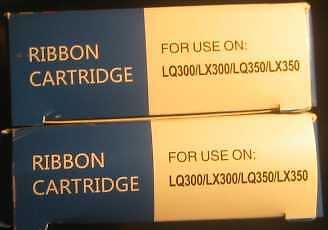 RIBBON
CARTRIDGE
FOR USE ON:
LQ300/LX300/LQ350/LX350
RIBBON
CARTRIDGE
FOR USE ON:
LQ300/LX300/LQ350/LX350